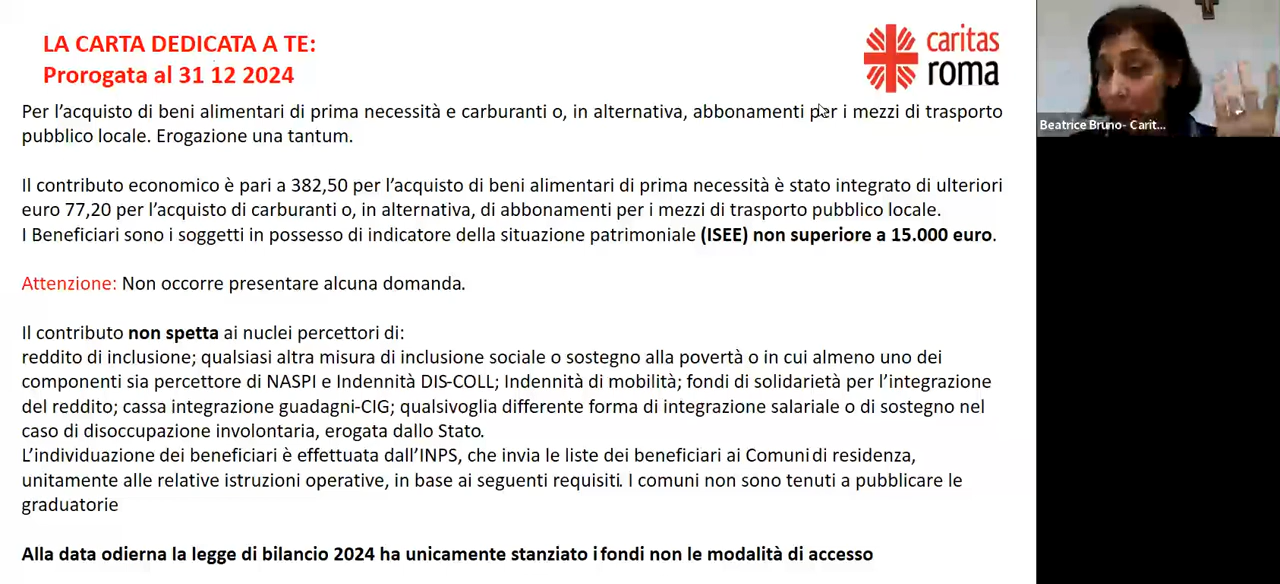 LA CARTA DEDICATA A TE:
Prorogata al 31 12 2024
caritas
roma
Per l’acquisto di beni alimentari di prima necessità e carburanti o, in alternativa, abbonamenti per i mezzi di trasporto
pubblico locale. Erogazione una tantum.
Il contributo economico è pari a 382,50 per l’acquisto di beni alimentari di prima necessità è stato integrato di ulteriori
euro 77,20 per l’acquisto di carburanti o, in alternativa, di abbonamenti per i mezzi di trasporto pubblico locale.
I Beneficiari sono i soggetti in possesso di indicatore della situazione patrimoniale (ISEE) non superiore a 15.000 euro.
Attenzione: Non occorre presentare alcuna domanda.
Il contributo non spetta ai nuclei percettori di:
reddito di inclusione; qualsiasi altra misura di inclusione sociale o sostegno alla povertà o in cui almeno uno dei
componenti sia percettore di NASPI e Indennità DIS-COLL; Indennità di mobilità; fondi di solidarietà per l’integrazione
del reddito; cassa integrazione guadagni-CIG; qualsivoglia differente forma di integrazione salariale o di sostegno nel
caso di disoccupazione involontaria, erogata dallo Stato.
L’individuazione dei beneficiari è effettuata dall’INPS, che invia le liste dei beneficiari ai Comuni di residenza,
unitamente alle relative istruzioni operative, in base ai seguenti requisiti. I comuni non sono tenuti a pubblicare le
graduatorie
Alla data odierna la legge di bilancio 2024 ha unicamente stanziato i fondi non le modalità di accesso
Beatrice Bruno- Carit...